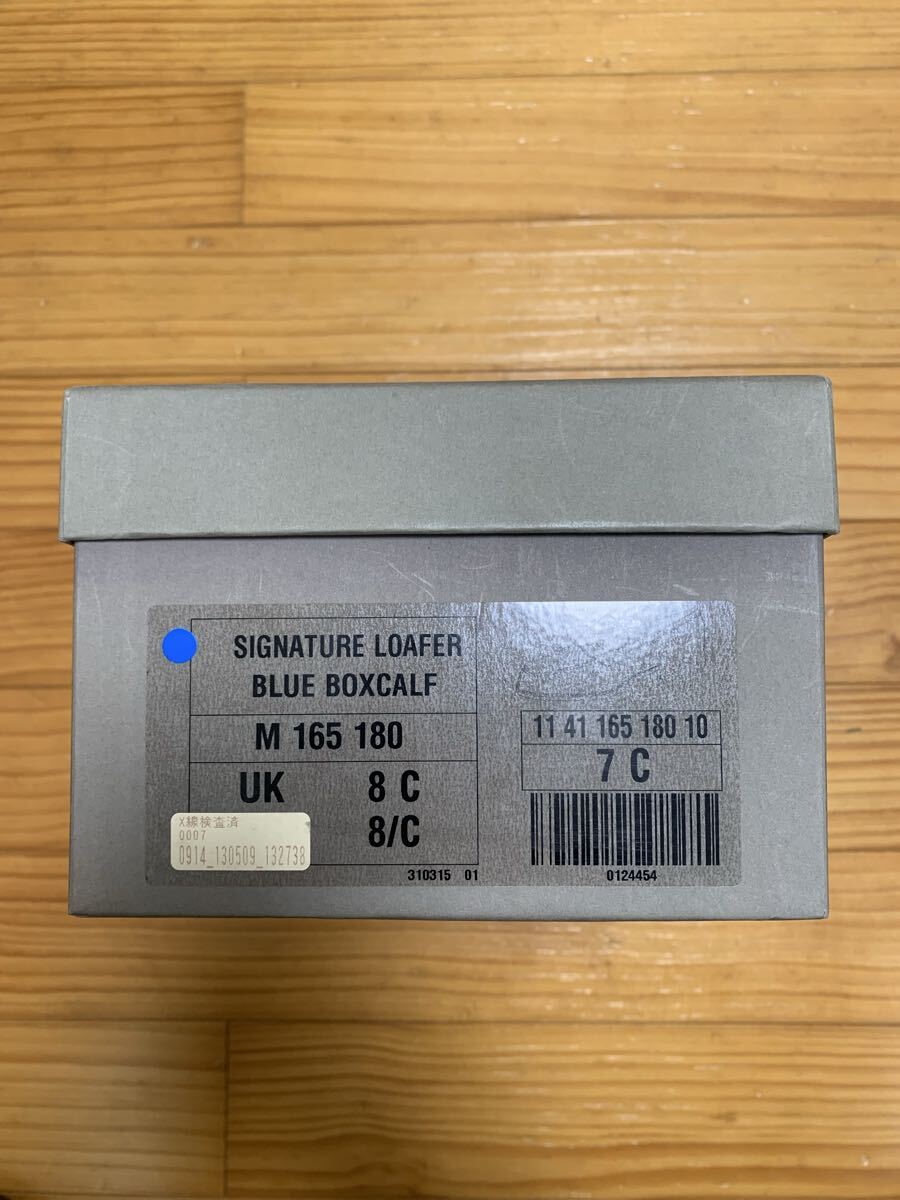 SIGNATURE LOAFER
BLUE BOXCALF
M 165 180
UK 8 C
8/C
X線検査済
0007
0914_130509_132738
310315 01
11 41 165 180 10
7 C
0124454